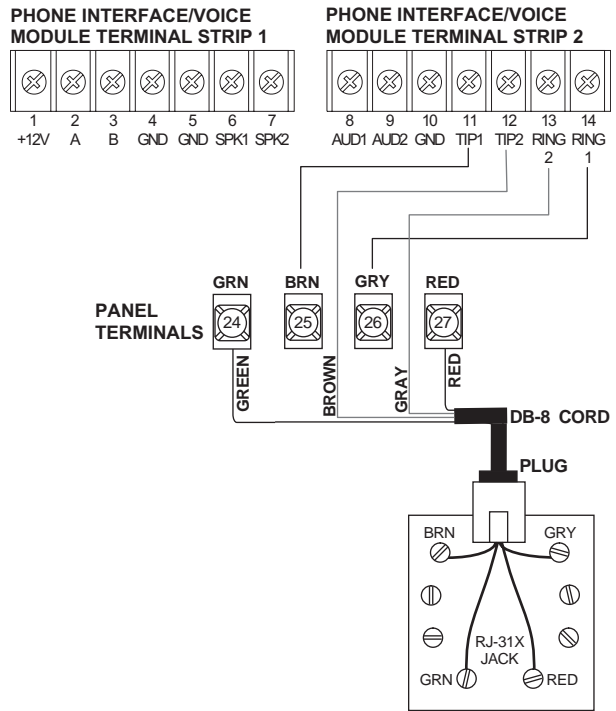 PHONE INTERFACE/VOICE
MODULE TERMINAL STRIP 1
PHONE INTERFACE/VOICE
MODULE TERMINAL STRIP 2
1 2 3 4 5 6 7
+12V A B GND GND SPK1 SPK2
8 9 10 11 12 13 14
AUD1 AUD2 GND TIP1 TIP2 RING RING
2 1
GRN BRN GRY RED
PANEL
TERMINALS
24 25 26 27
GREEN
BROWN
GRAY
RED
DB-8 CORD
PLUG
BRN GRY
RJ-31X
JACK
GRN RED